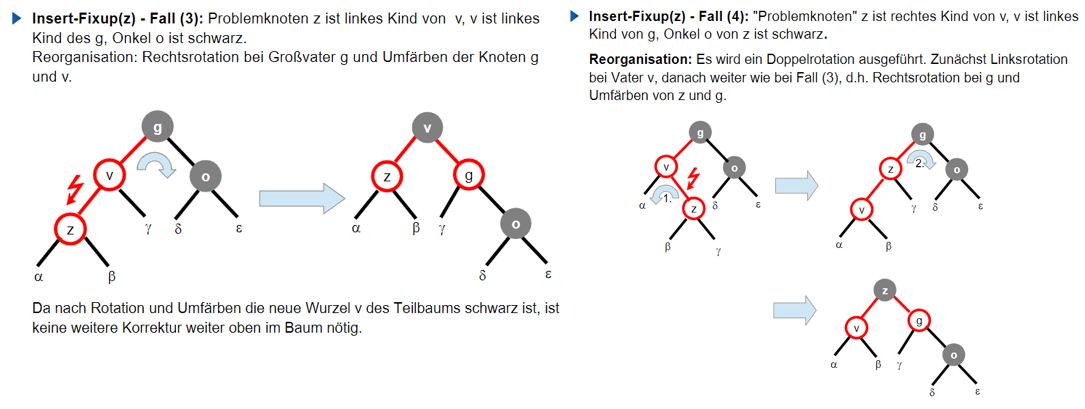 Insert-Fixup(z) - Fall (3): Problemknoten z ist linkes Kind von v, v ist linkes
Kind des g, Onkel o ist schwarz.
Reorganisation: Rechtsrotation bei Großvater g und Umfärben der Knoten g
und v.
g
v
o
z
γ
δ
ε
α
β
v
z
g
α
β
γ
o
δ
ε
Da nach Rotation und Umfärben die neue Wurzel v des Teilbaums schwarz ist, ist
keine weitere Korrektur weiter oben im Baum nötig.
Insert-Fixup(z) - Fall (4): "Problemknoten" z ist rechtes Kind von v, v ist linkes
Kind von g, Onkel o von z ist schwarz.
Reorganisation: Es wird ein Doppelrotation ausgeführt. Zunächst Linksrotation
bei Vater v, danach weiter wie bei Fall (3), d.h. Rechtsrotation bei g und
Umfärben von z und g.
g
v
o
α
1.
z
δ
ε
β
γ
g
2.
z
o
v
γ
δ
ε
α
β
z
v
g
α
β
γ
o
δ
ε